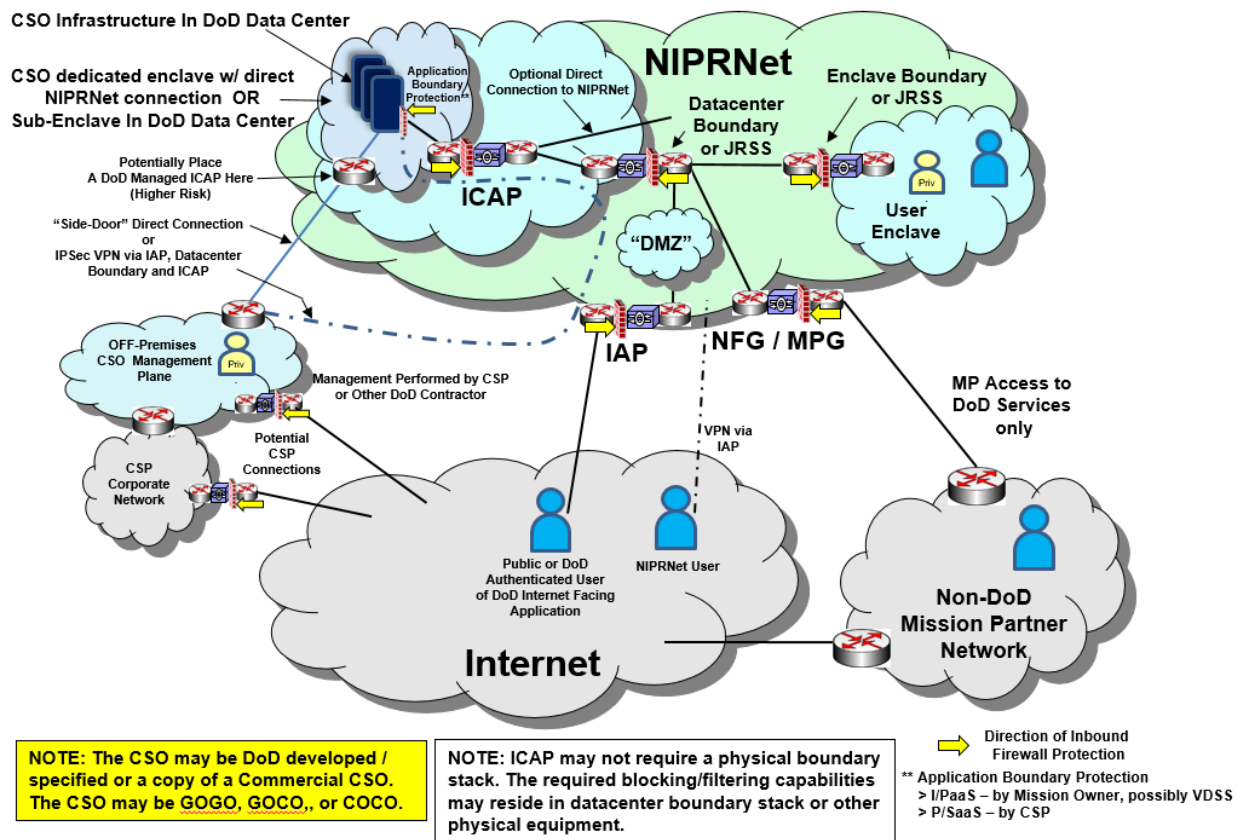 CSO Infrastructure In DoD Data Center
CSO dedicated enclave w/ direct
NIPRNet connection  OR
Sub-Enclave In DoD Data Center
Application
Boundary
Protection**
Optional Direct
Connection to NIPRNet
NIPRNet
Datacenter
Boundary
or JRSS
Enclave Boundary
or JRSS
Potentially Place
A DoD Managed ICAP Here
(Higher Risk)
ICAP
Priv
User
Enclave
“Side-Door” Direct Connection
or
IPSec VPN via IAP, Datacenter
Boundary and ICAP
“DMZ”
IAP
NFG / MPG
OFF-Premises
CSO  Management
Plane
Priv
Management Performed by CSP
or Other DoD Contractor
MP Access to
DoD Services
only
VPN via
IAP
Potential
CSP
Connections
CSP
Corporate
Network
Public or DoD
Authenticated User
of DoD Internet Facing
Application
NIPRNet User
Non-DoD
Mission Partner
Network
Internet
NOTE: The CSO may be DoD developed /
specified or a copy of a Commercial CSO.
The CSO may be GOGO, GOCO,, or COCO.
NOTE: ICAP may not require a physical boundary
stack. The required blocking/filtering capabilities
may reside in datacenter boundary stack or other
physical equipment.
Direction of Inbound
Firewall Protection
** Application Boundary Protection
> I/PaaS – by Mission Owner, possibly VDSS
> P/SaaS – by CSP